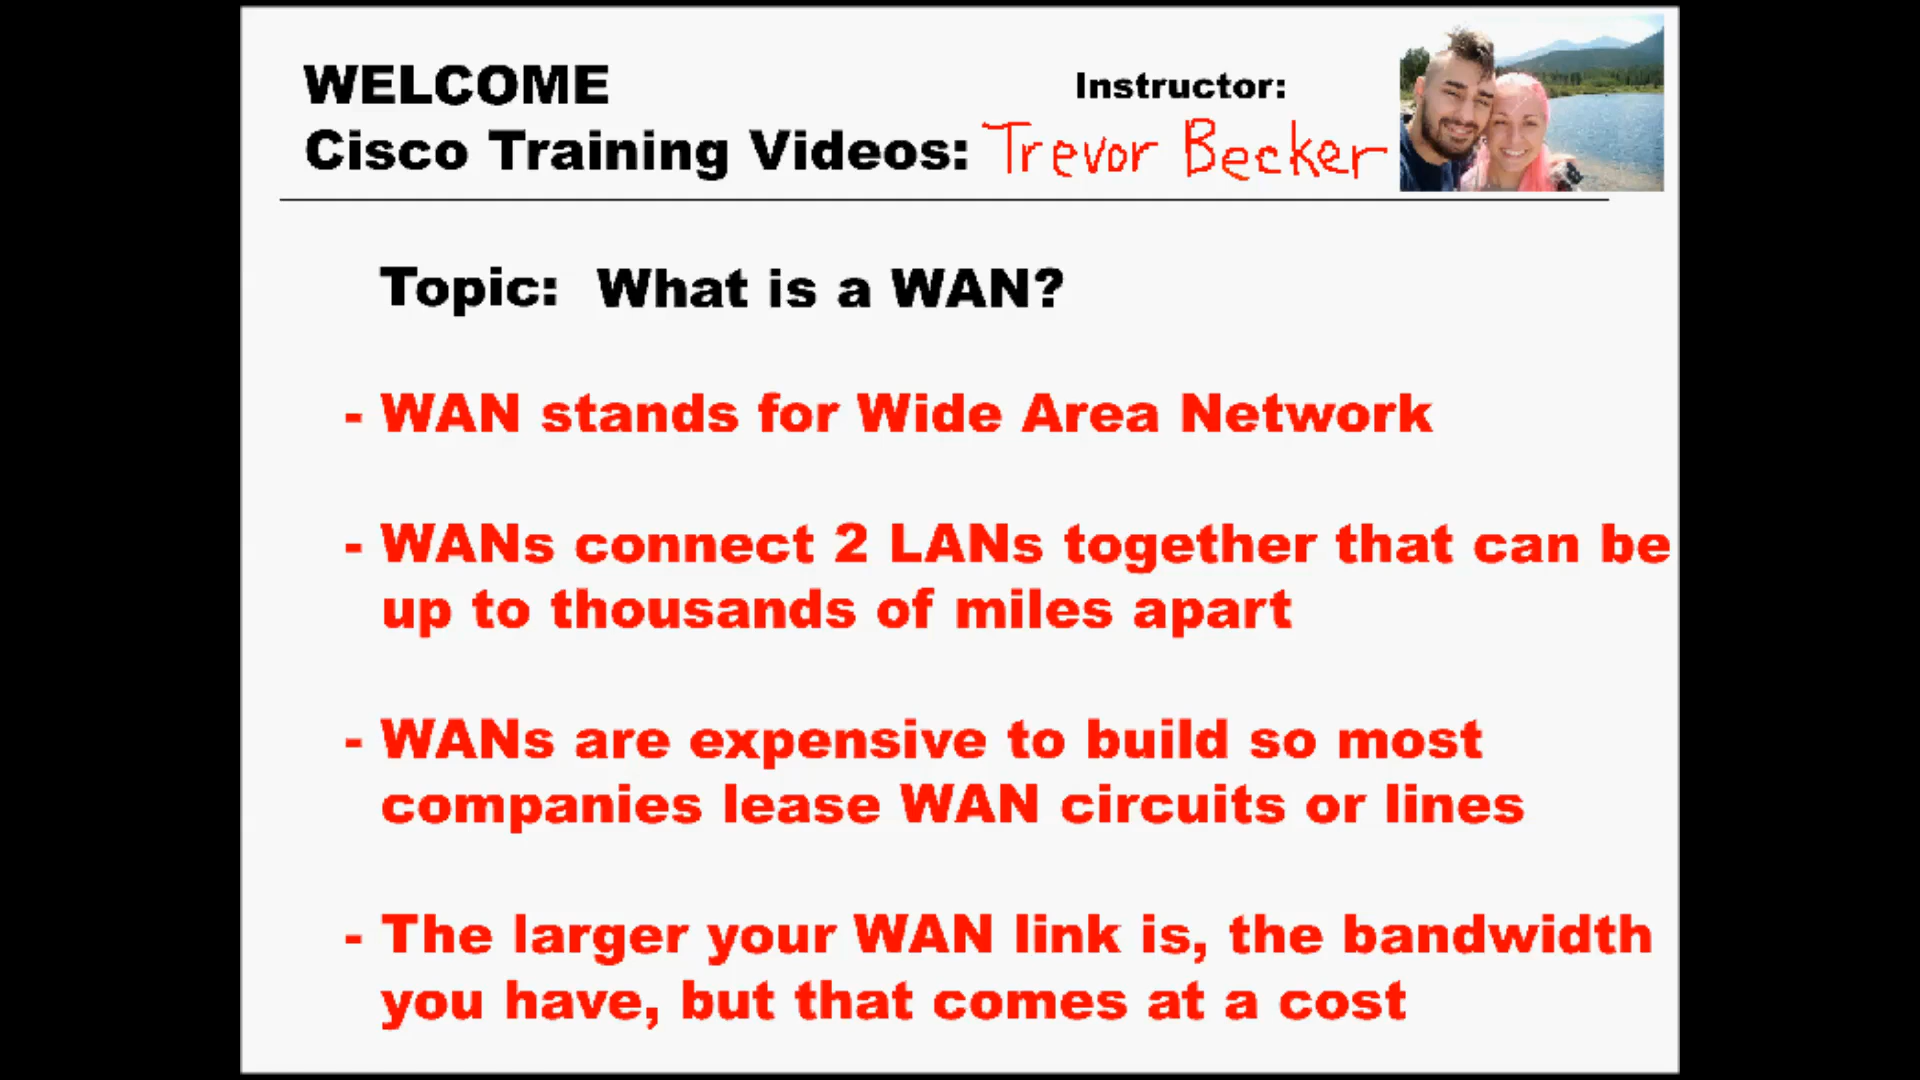 WELCOME
Instructor:
Cisco Training Videos: Trevor Becker
Topic: What is a WAN?
- WAN stands for Wide Area Network
- WANs connect 2 LANs together that can be
up to thousands of miles apart
- WANs are expensive to build so most
companies lease WAN circuits or lines
- The larger your WAN link is, the bandwidth
you have, but that comes at a cost